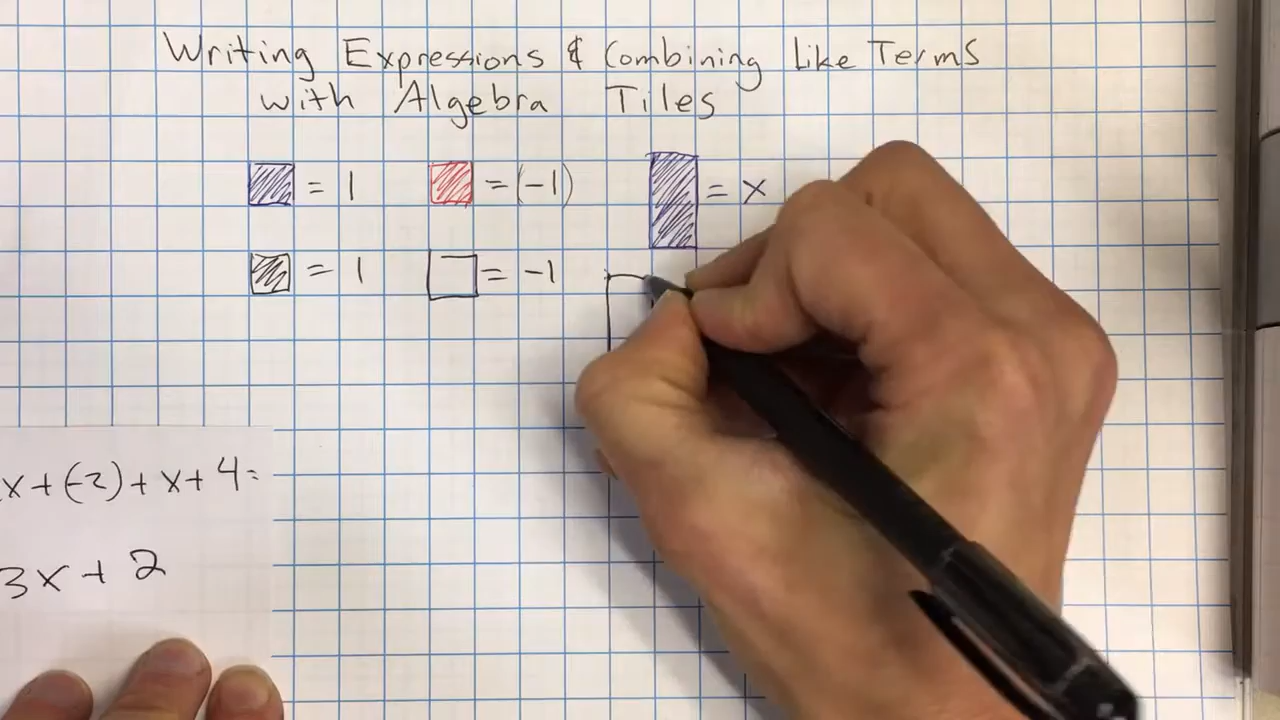 Writing Expressions & Combining Like Terms
with Algebra Tiles
= 1 = (-1) = x
= 1 = -1
x + (-2) + x + 4 =
3x + 2